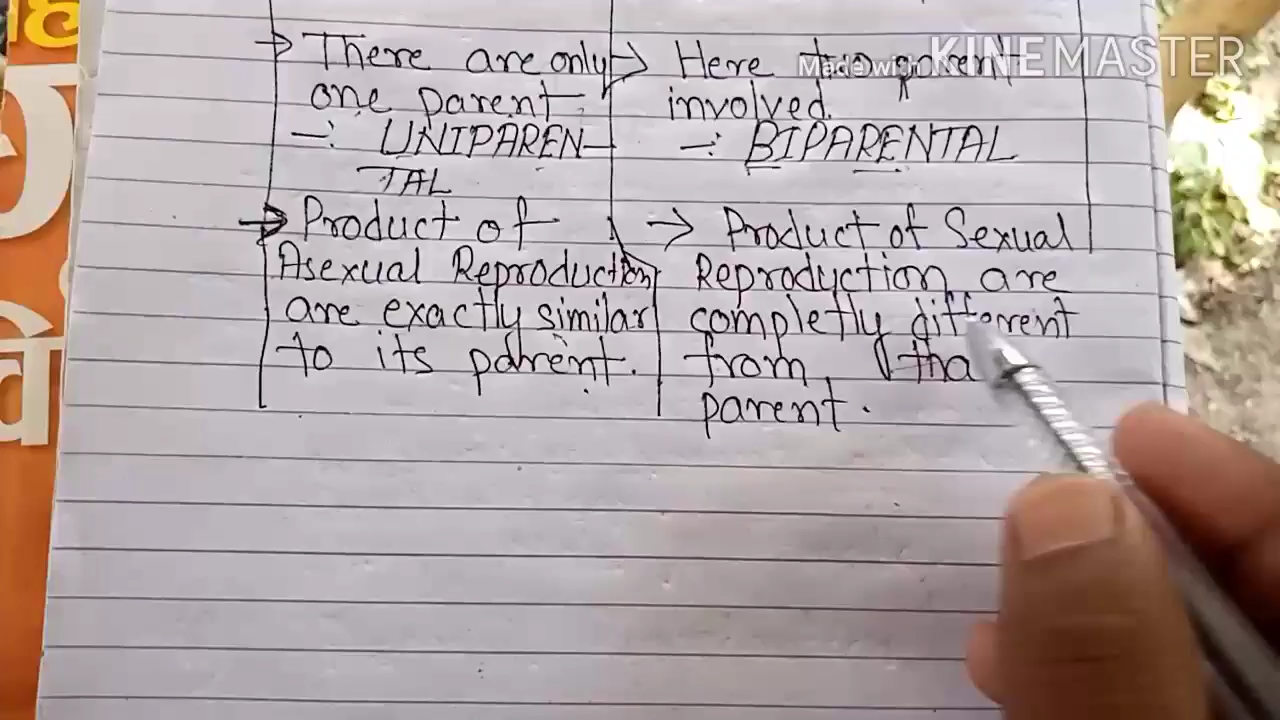 → There are only
one parent.
-: UNIPAREN-
TAL
→ Product of
Asexual Reproduction
are exactly similar
to its parent.
→ Here two parent
involved.
-: BIPARENTAL
→ Product of Sexual
Reproduction are
completly different
from tha
parent.
Made with KINEMASTER